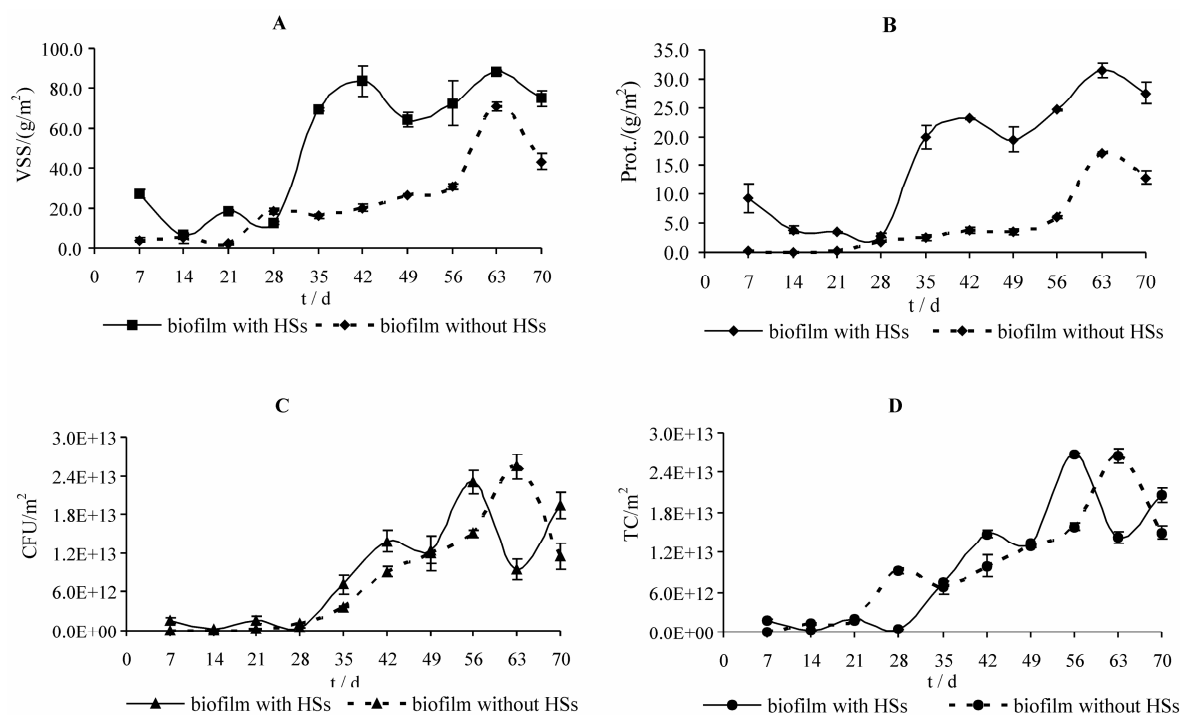 A
100.0
80.0
60.0
40.0
20.0
0.0
VSS/(g/m²)
0 7 14 21 28 35 42 49 56 63 70
t / d
biofilm with HSs biofilm without HSs
B
35.0
30.0
25.0
20.0
15.0
10.0
5.0
0.0
Prot./(g/m²)
0 7 14 21 28 35 42 49 56 63 70
t / d
biofilm with HSs biofilm without HSs
C
3.0E+13
2.4E+13
1.8E+13
1.2E+13
6.0E+12
0.0E+00
CFU/m²
0 7 14 21 28 35 42 49 56 63 70
t / d
biofilm with HSs biofilm without HSs
D
3.0E+13
2.4E+13
1.8E+13
1.2E+13
6.0E+12
0.0E+00
TC/m²
0 7 14 21 28 35 42 49 56 63 70
t / d
biofilm with HSs biofilm without HSs